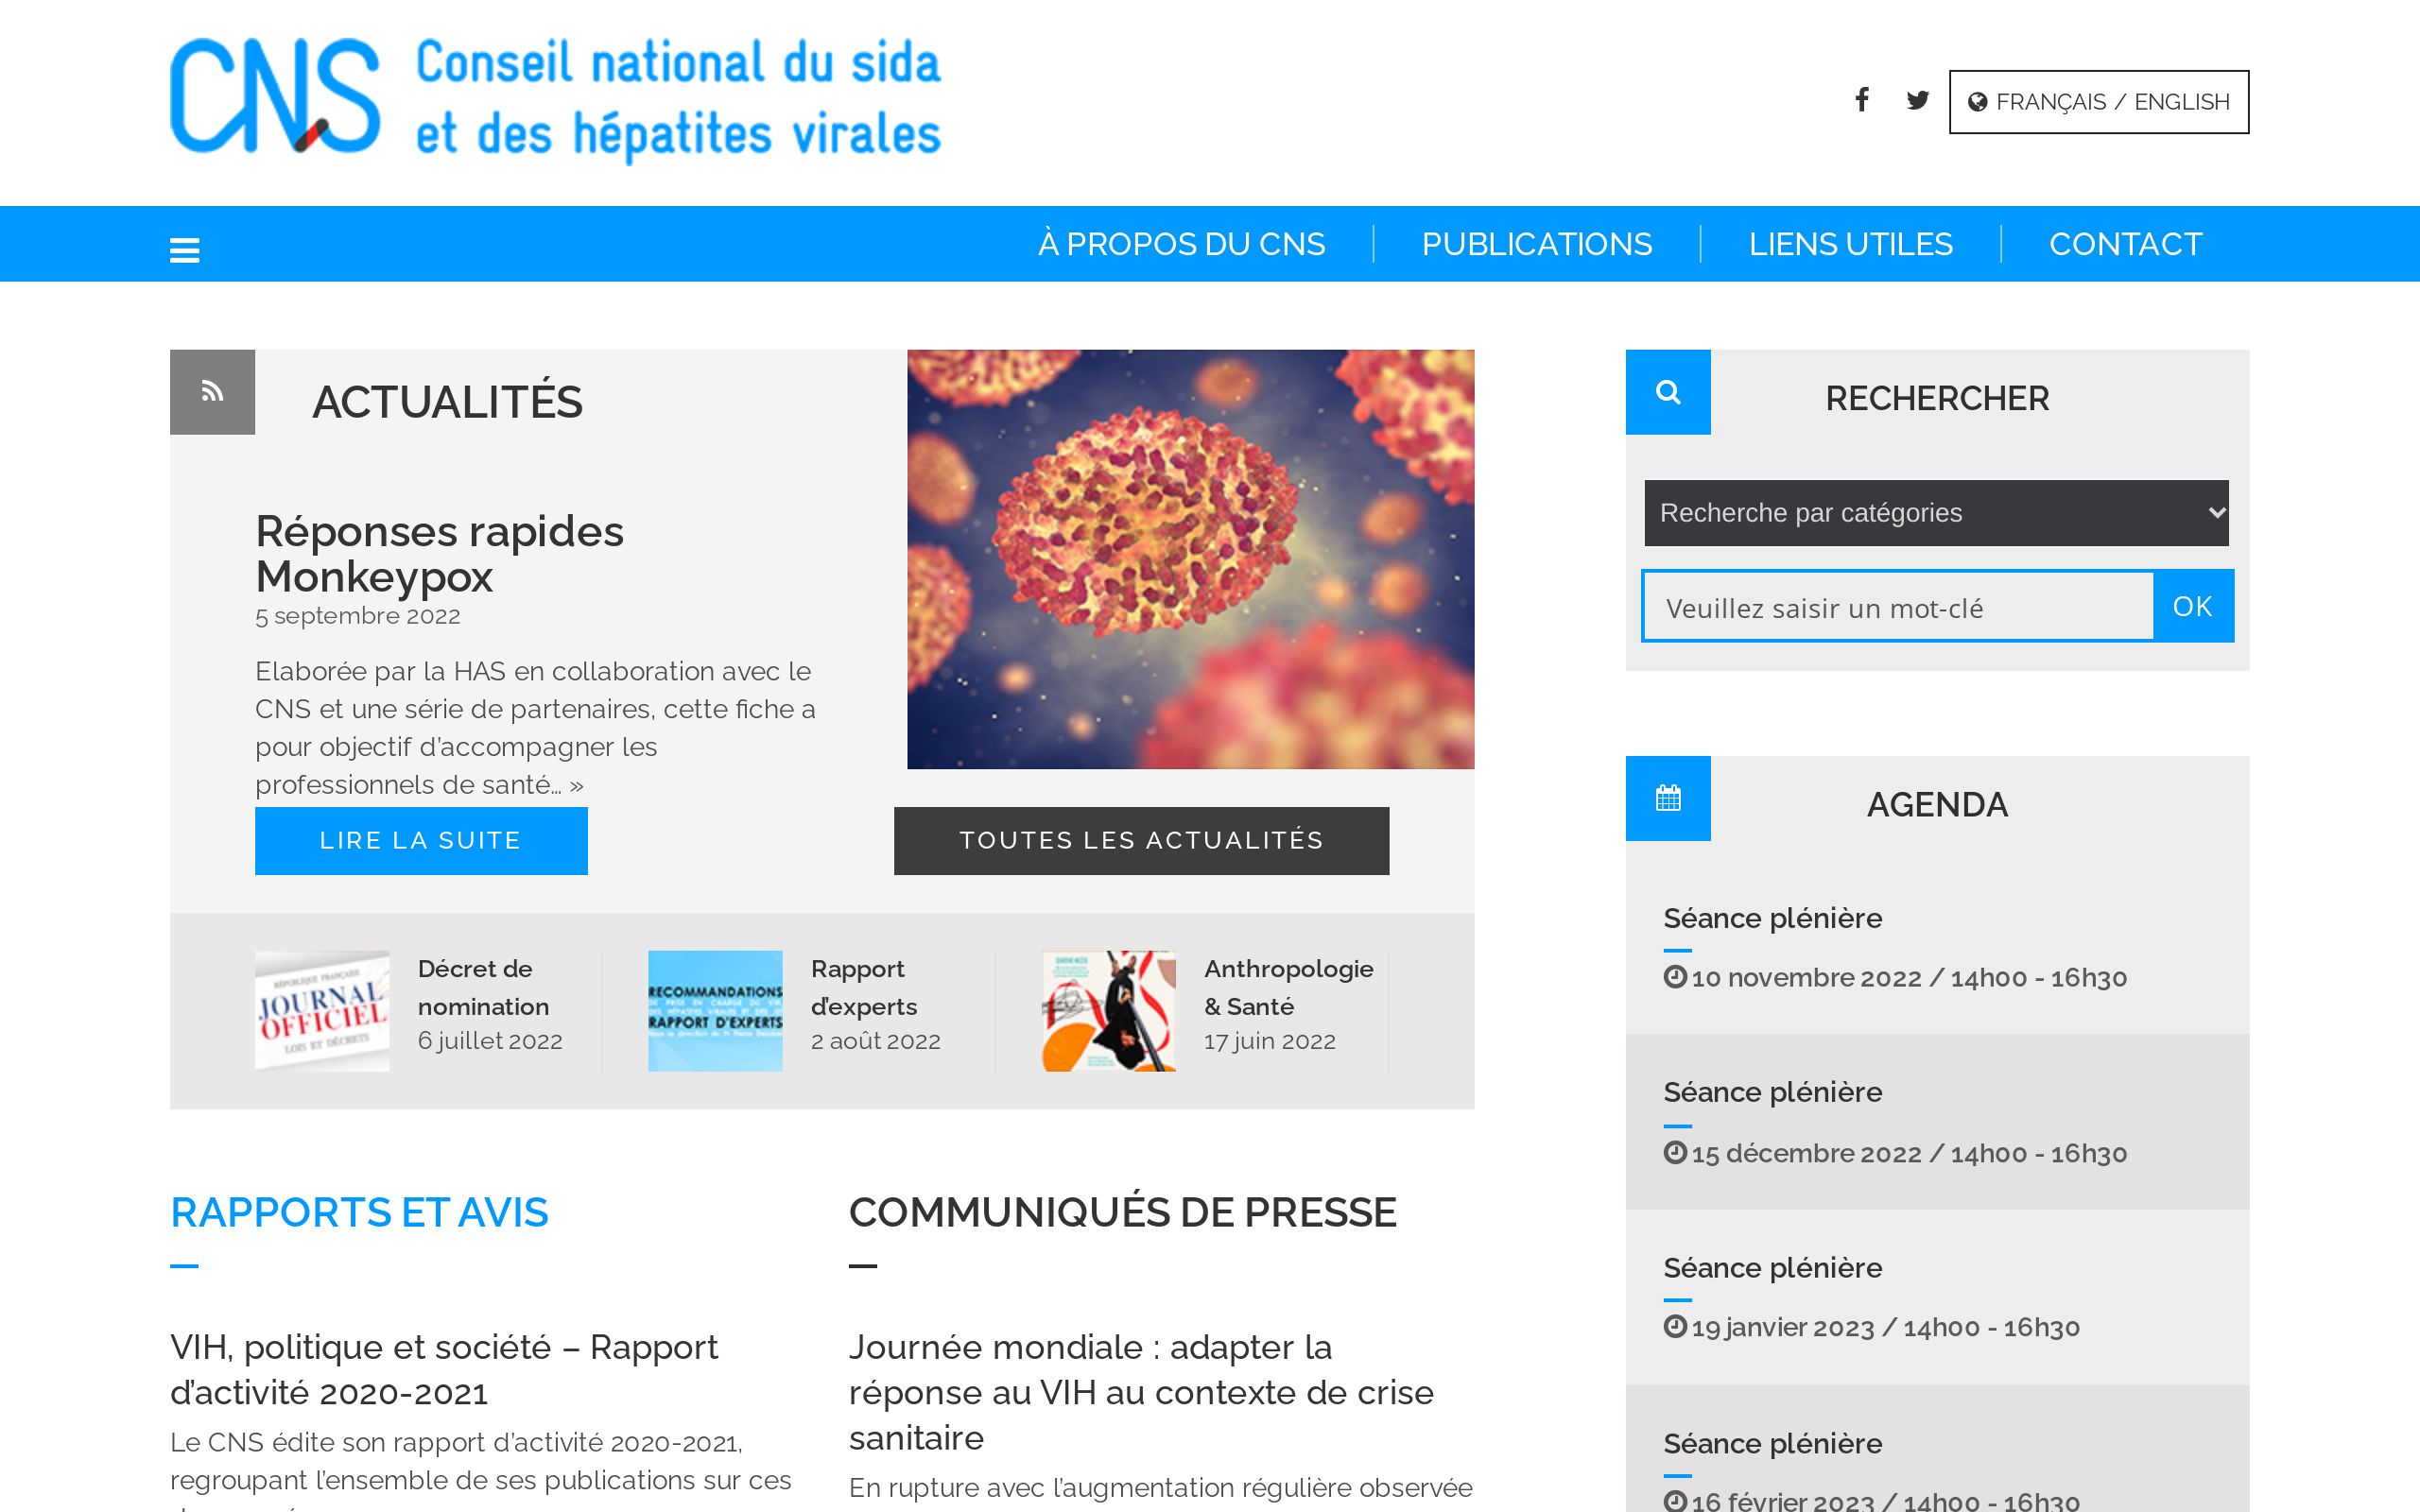 CNS Conseil national du sida
et des hépatites virales
FRANÇAIS / ENGLISH
À PROPOS DU CNS
PUBLICATIONS
LIENS UTILES
CONTACT
ACTUALITÉS
Réponses rapides
Monkeypox
5 septembre 2022
Elaborée par la HAS en collaboration avec le
CNS et une série de partenaires, cette fiche a
pour objectif d’accompagner les
professionnels de santé… »
LIRE LA SUITE
TOUTES LES ACTUALITÉS
RÉPUBLIQUE FRANÇAISE
JOURNAL
OFFICIEL
LOIS ET DÉCRETS
Décret de
nomination
6 juillet 2022
RECOMMANDATIONS
RAPPORT D'EXPERTS
Rapport
d’experts
2 août 2022
Anthropologie
& Santé
17 juin 2022
RAPPORTS ET AVIS
VIH, politique et société – Rapport
d’activité 2020-2021
Le CNS édite son rapport d’activité 2020-2021,
regroupant l’ensemble de ses publications sur ces
COMMUNIQUÉS DE PRESSE
Journée mondiale : adapter la
réponse au VIH au contexte de crise
sanitaire
En rupture avec l’augmentation régulière observée
RECHERCHER
Recherche par catégories
Veuillez saisir un mot-clé
OK
AGENDA
Séance plénière
10 novembre 2022 / 14h00 - 16h30
Séance plénière
15 décembre 2022 / 14h00 - 16h30
Séance plénière
19 janvier 2023 / 14h00 - 16h30
Séance plénière
16 février 2023 / 14h00 - 16h30